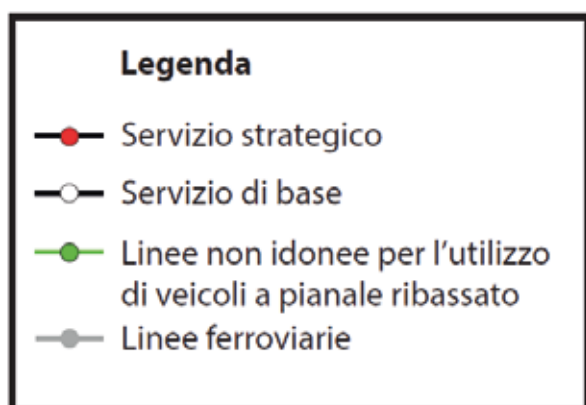 Legenda
Servizio strategico
Servizio di base
Linee non idonee per l'utilizzo
di veicoli a pianale ribassato
Linee ferroviarie